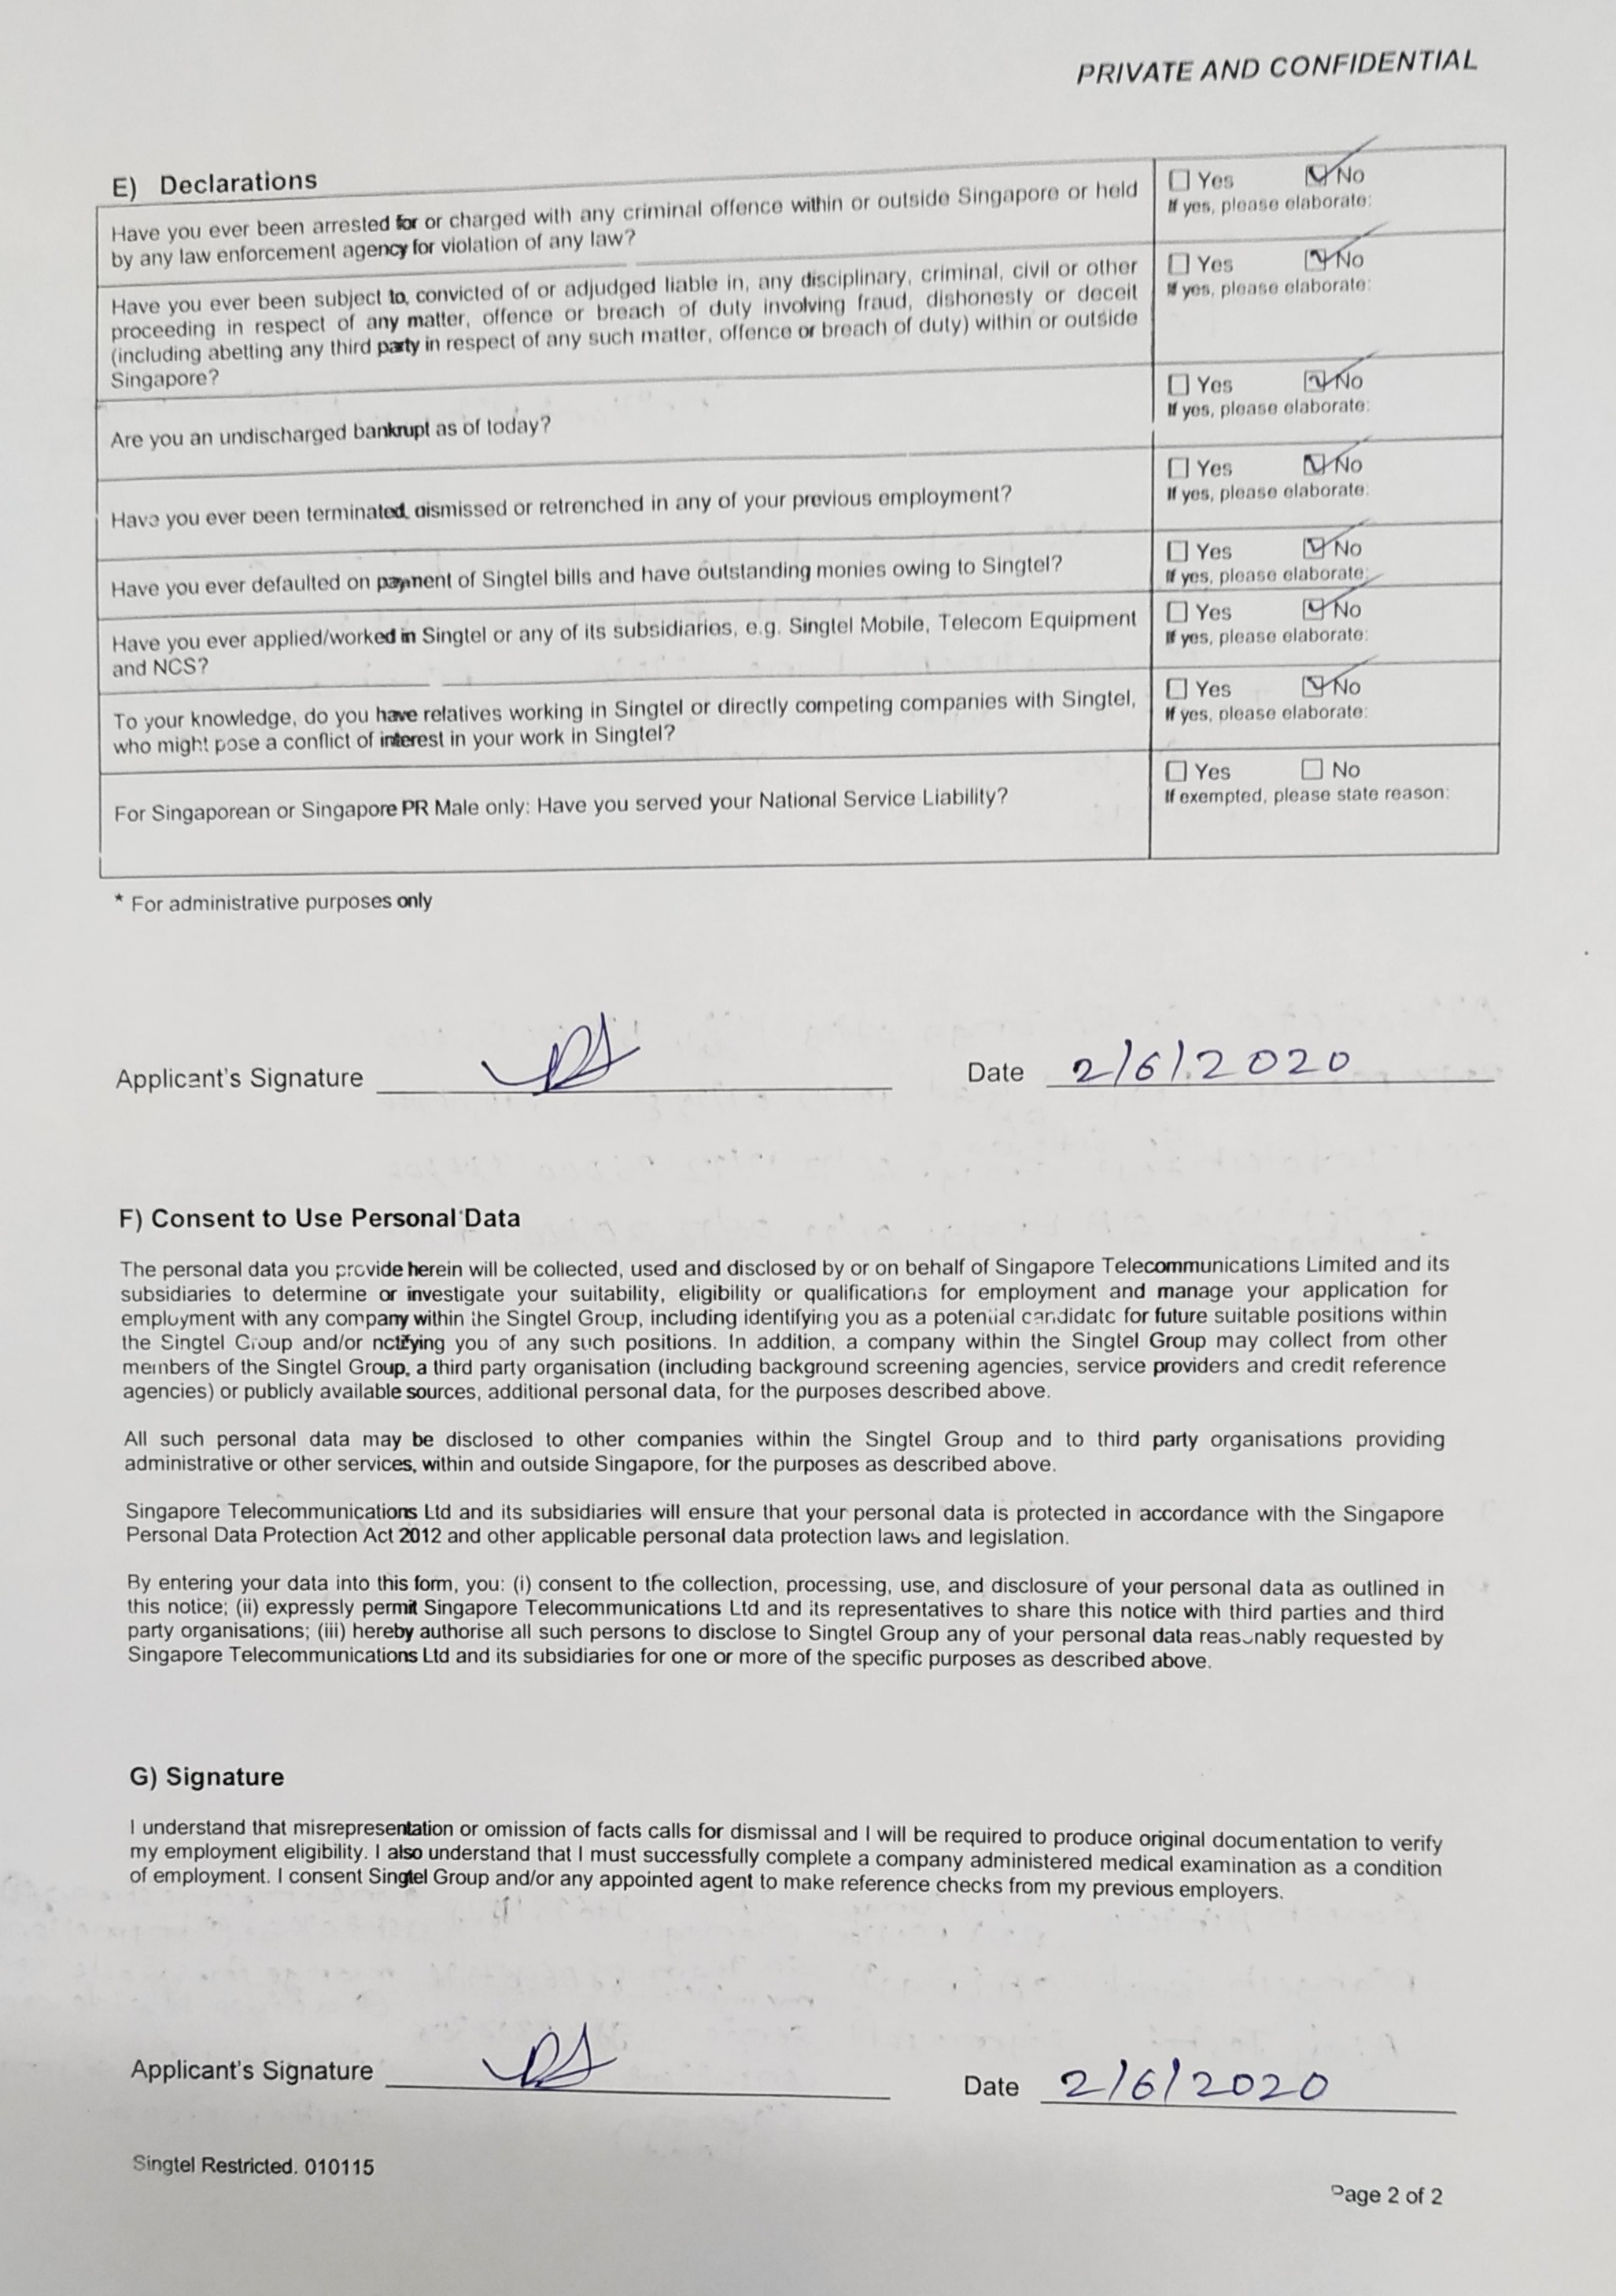 PRIVATE AND CONFIDENTIAL
E) Declarations
Have you ever been arrested for or charged with any criminal offence within or outside Singapore or held
by any law enforcement agency for violation of any law?
☐ Yes ☑ No
If yes, please elaborate:
Have you ever been subject to, convicted of or adjudged liable in, any disciplinary, criminal, civil or other
proceeding in respect of any matter, offence or breach of duty involving fraud, dishonesty or deceit
(including abetting any third party in respect of any such matter, offence or breach of duty) within or outside
Singapore?
☐ Yes ☑ No
If yes, please elaborate:
Are you an undischarged bankrupt as of today?
☐ Yes ☑ No
If yes, please elaborate:
Have you ever been terminated, dismissed or retrenched in any of your previous employment?
☐ Yes ☑ No
If yes, please elaborate:
Have you ever defaulted on payment of Singtel bills and have outstanding monies owing to Singtel?
☐ Yes ☑ No
If yes, please elaborate:
Have you ever applied/worked in Singtel or any of its subsidiaries, e.g. Singtel Mobile, Telecom Equipment
and NCS?
☐ Yes ☑ No
If yes, please elaborate:
To your knowledge, do you have relatives working in Singtel or directly competing companies with Singtel,
who might pose a conflict of interest in your work in Singtel?
☐ Yes ☑ No
If yes, please elaborate:
For Singaporean or Singapore PR Male only: Have you served your National Service Liability?
☐ Yes ☐ No
If exempted, please state reason:
* For administrative purposes only
Applicant's Signature Date 2/6/2020
F) Consent to Use Personal Data
The personal data you provide herein will be collected, used and disclosed by or on behalf of Singapore Telecommunications Limited and its
subsidiaries to determine or investigate your suitability, eligibility or qualifications for employment and manage your application for
employment with any company within the Singtel Group, including identifying you as a potential candidate for future suitable positions within
the Singtel Group and/or notifying you of any such positions. In addition, a company within the Singtel Group may collect from other
members of the Singtel Group, a third party organisation (including background screening agencies, service providers and credit reference
agencies) or publicly available sources, additional personal data, for the purposes described above.
All such personal data may be disclosed to other companies within the Singtel Group and to third party organisations providing
administrative or other services, within and outside Singapore, for the purposes as described above.
Singapore Telecommunications Ltd and its subsidiaries will ensure that your personal data is protected in accordance with the Singapore
Personal Data Protection Act 2012 and other applicable personal data protection laws and legislation.
By entering your data into this form, you: (i) consent to the collection, processing, use, and disclosure of your personal data as outlined in
this notice; (ii) expressly permit Singapore Telecommunications Ltd and its representatives to share this notice with third parties and third
party organisations; (iii) hereby authorise all such persons to disclose to Singtel Group any of your personal data reasonably requested by
Singapore Telecommunications Ltd and its subsidiaries for one or more of the specific purposes as described above.
G) Signature
I understand that misrepresentation or omission of facts calls for dismissal and I will be required to produce original documentation to verify
my employment eligibility. I also understand that I must successfully complete a company administered medical examination as a condition
of employment. I consent Singtel Group and/or any appointed agent to make reference checks from my previous employers.
Applicant's Signature Date 2/6/2020
Singtel Restricted. 010115
Page 2 of 2